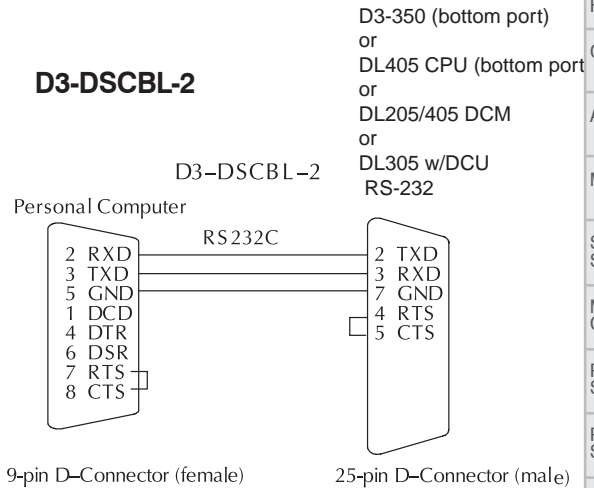 D3-350 (bottom port)
or
DL405 CPU (bottom port
or
DL205/405 DCM
or
DL305 w/DCU
RS-232
D3-DSCBL-2
D3–DSCBL–2
Personal Computer
RS232C
2 RXD
3 TXD
5 GND
1 DCD
4 DTR
6 DSR
7 RTS
8 CTS
2 TXD
3 RXD
7 GND
4 RTS
5 CTS
9-pin D–Connector (female)
25-pin D–Connector (male)